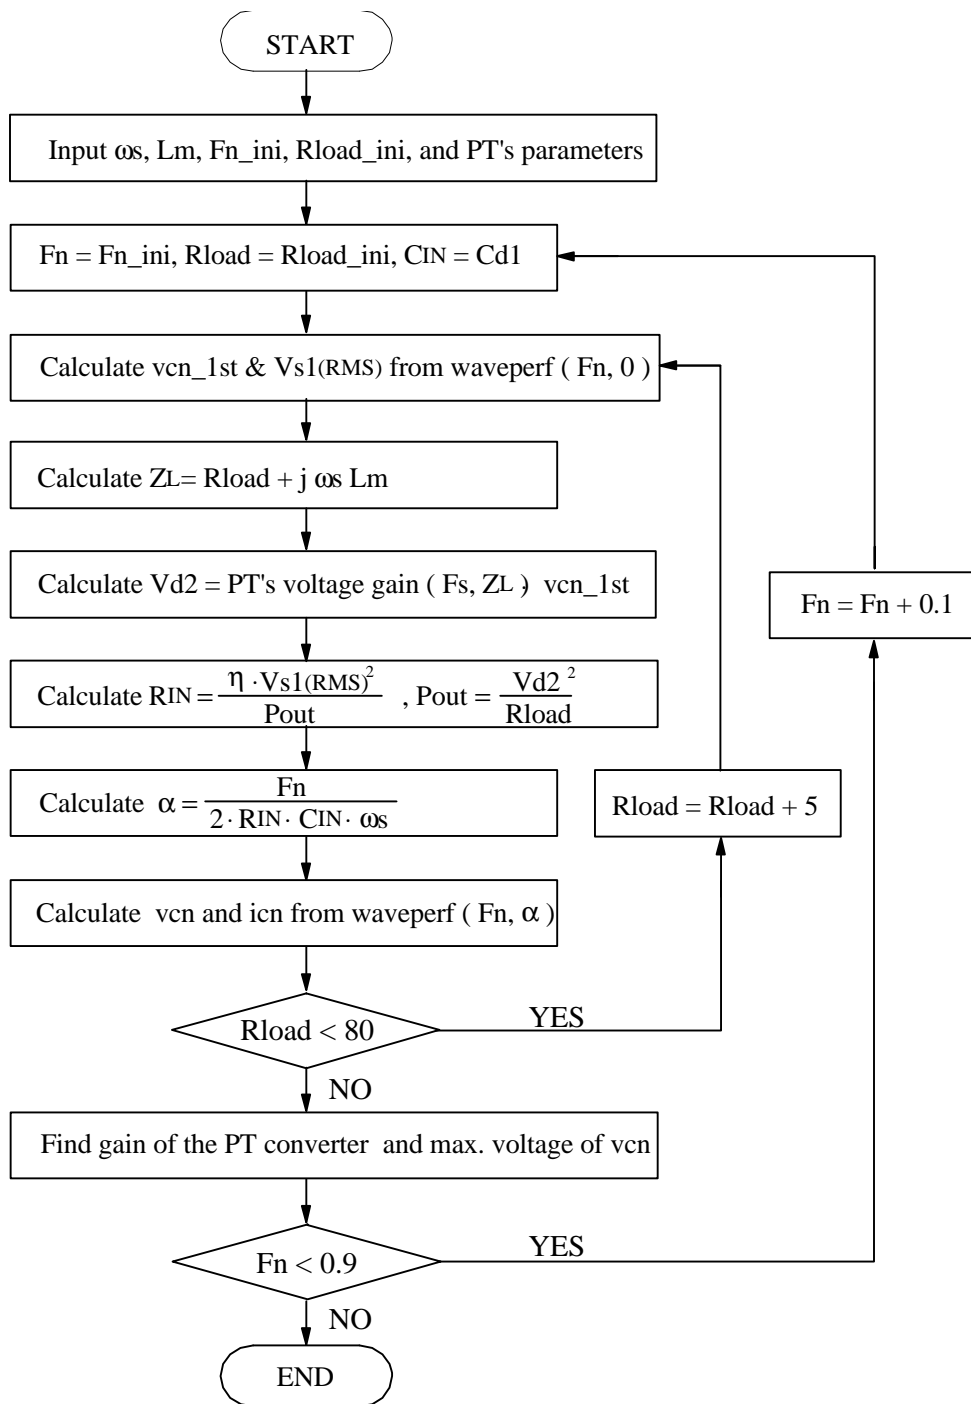 START
Input ωs, Lm, Fn_ini, Rload_ini, and PT's parameters
Fn = Fn_ini, Rload = Rload_ini, CIN = Cd1
Calculate vcn_1st & Vs1(RMS) from waveperf ( Fn, 0 )
Calculate ZL= Rload + j ωs Lm
Calculate Vd2 = PT's voltage gain ( Fs, ZL ) · vcn_1st
Fn = Fn + 0.1
Calculate RIN = η · Vs1(RMS)² / Pout , Pout = Vd2² / Rload
Calculate α = Fn / 2 · RIN · CIN · ωs
Rload = Rload + 5
Calculate vcn and icn from waveperf ( Fn, α )
Rload < 80
YES
NO
Find gain of the PT converter and max. voltage of vcn
Fn < 0.9
YES
NO
END